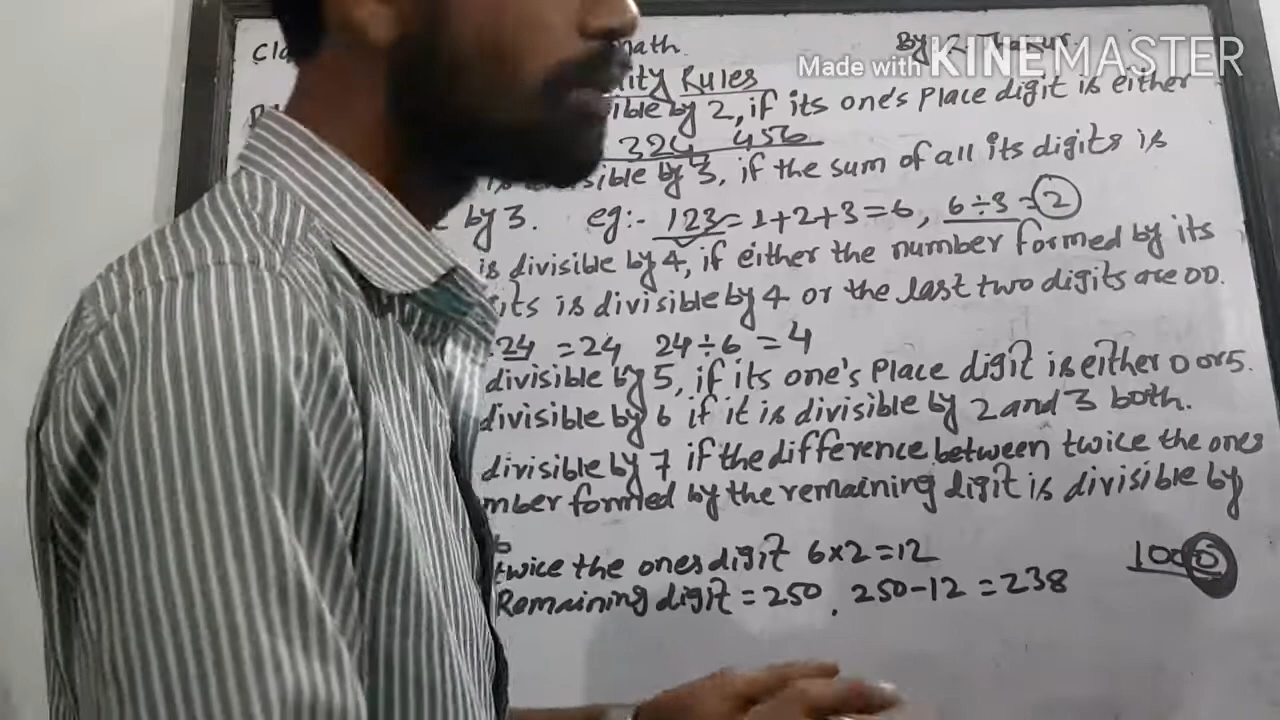 Cla math. By R. Thakur
Made with KINEMASTER
ity Rules
ible by 2, if its one's place digit is either
324 456
is divisible by 3, if the sum of all its digits is
by 3. eg:- 123 = 1+2+3 = 6, 6÷3 = 2
is divisible by 4, if either the number formed by its
its is divisible by 4 or the last two digits are 00.
24 = 24 24÷6 = 4
divisible by 5, if its one's place digit is either 0 or 5.
divisible by 6 if it is divisible by 2 and 3 both.
divisible by 7 if the difference between twice the ones
mber formed by the remaining digit is divisible by
6
twice the ones digit 6×2=12
1000
Remaining digit = 250, 250-12 = 238